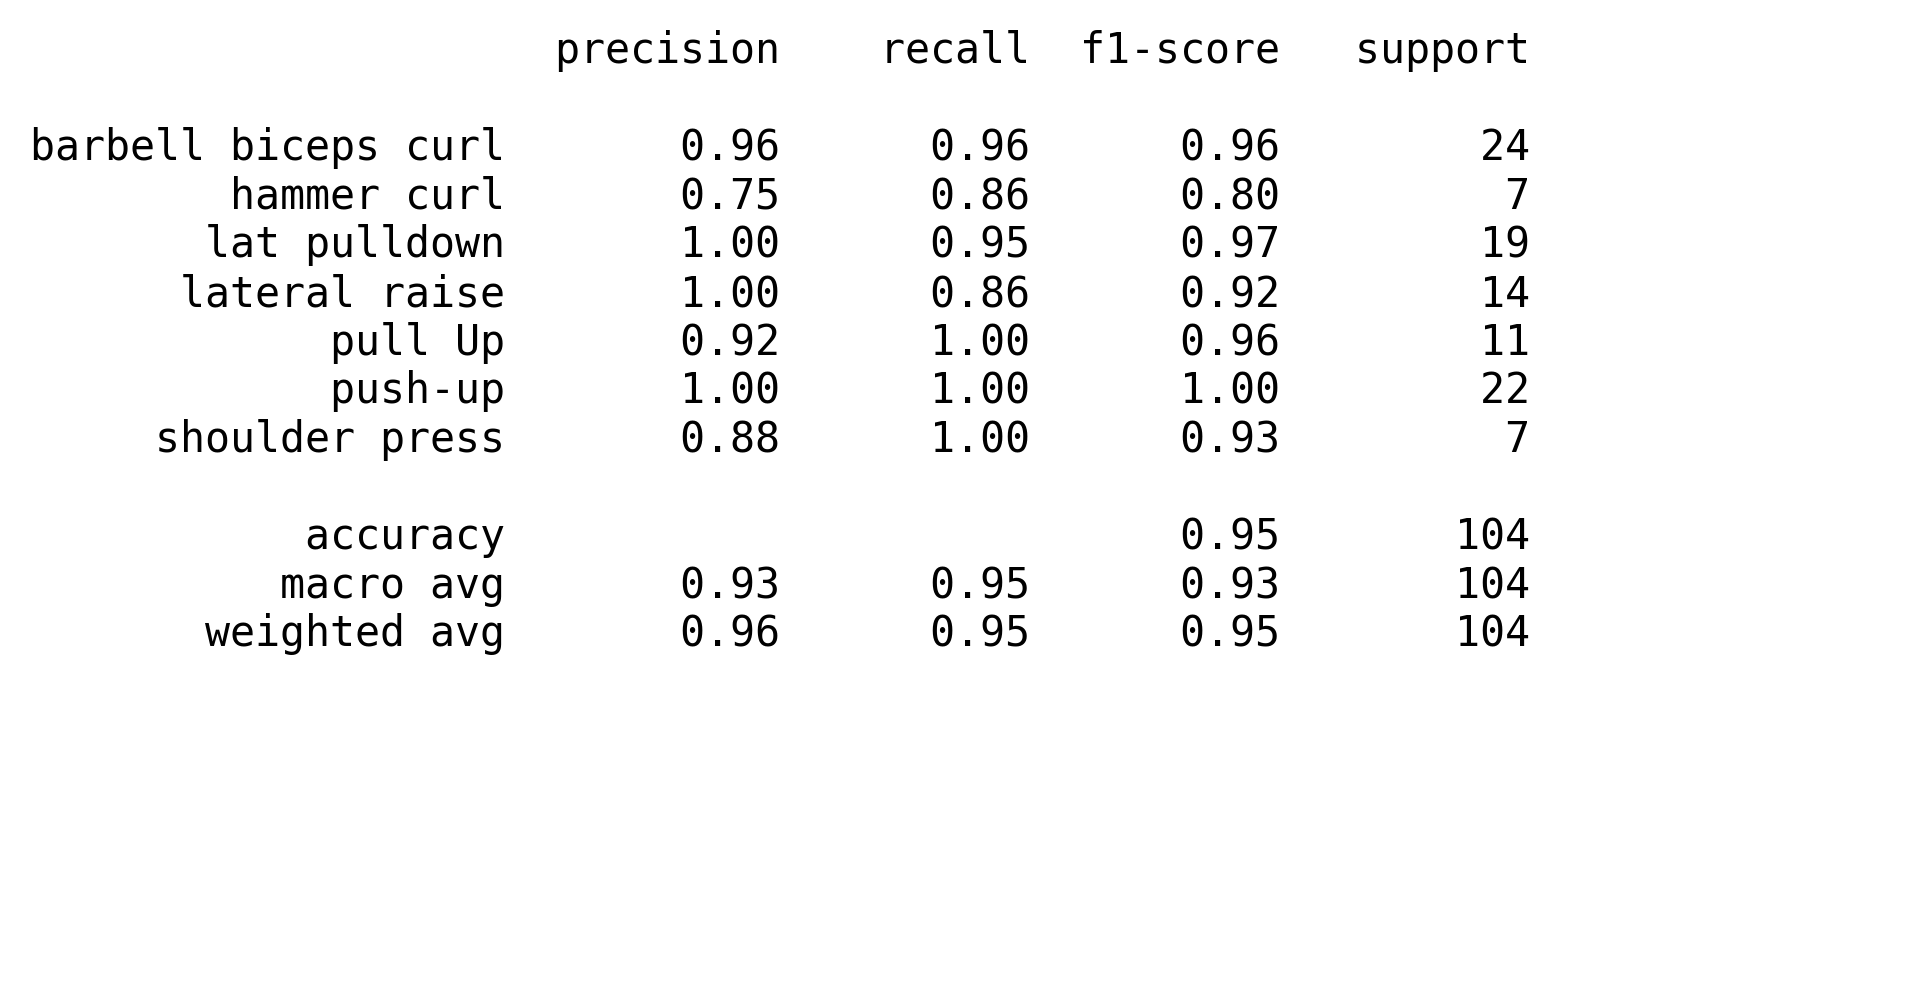 precision recall f1-score support
barbell biceps curl 0.96 0.96 0.96 24
hammer curl 0.75 0.86 0.80 7
lat pulldown 1.00 0.95 0.97 19
lateral raise 1.00 0.86 0.92 14
pull Up 0.92 1.00 0.96 11
push-up 1.00 1.00 1.00 22
shoulder press 0.88 1.00 0.93 7
accuracy 0.95 104
macro avg 0.93 0.95 0.93 104
weighted avg 0.96 0.95 0.95 104